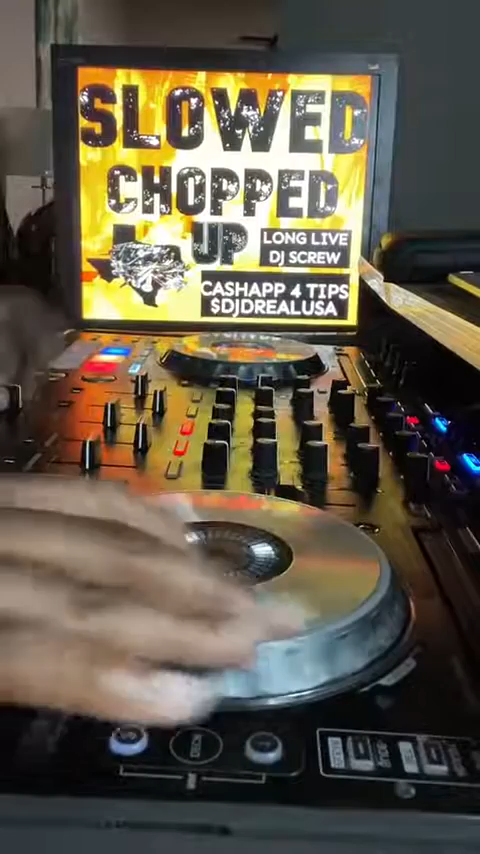 SLOWED
CHOPPED
UP
LONG LIVE
DJ SCREW
CASHAPP 4 TIPS
$DJDREALUSA